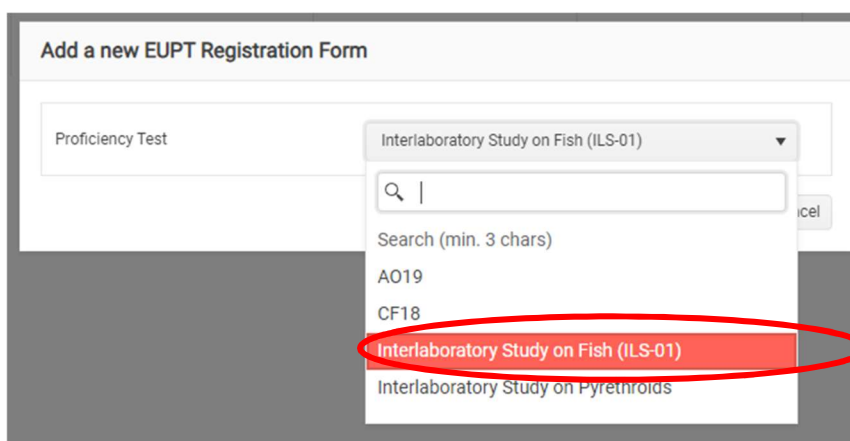 Add a new EUPT Registration Form
Proficiency Test
Interlaboratory Study on Fish (ILS-01)
Search (min. 3 chars)
AO19
CF18
Interlaboratory Study on Fish (ILS-01)
Interlaboratory Study on Pyrethroids